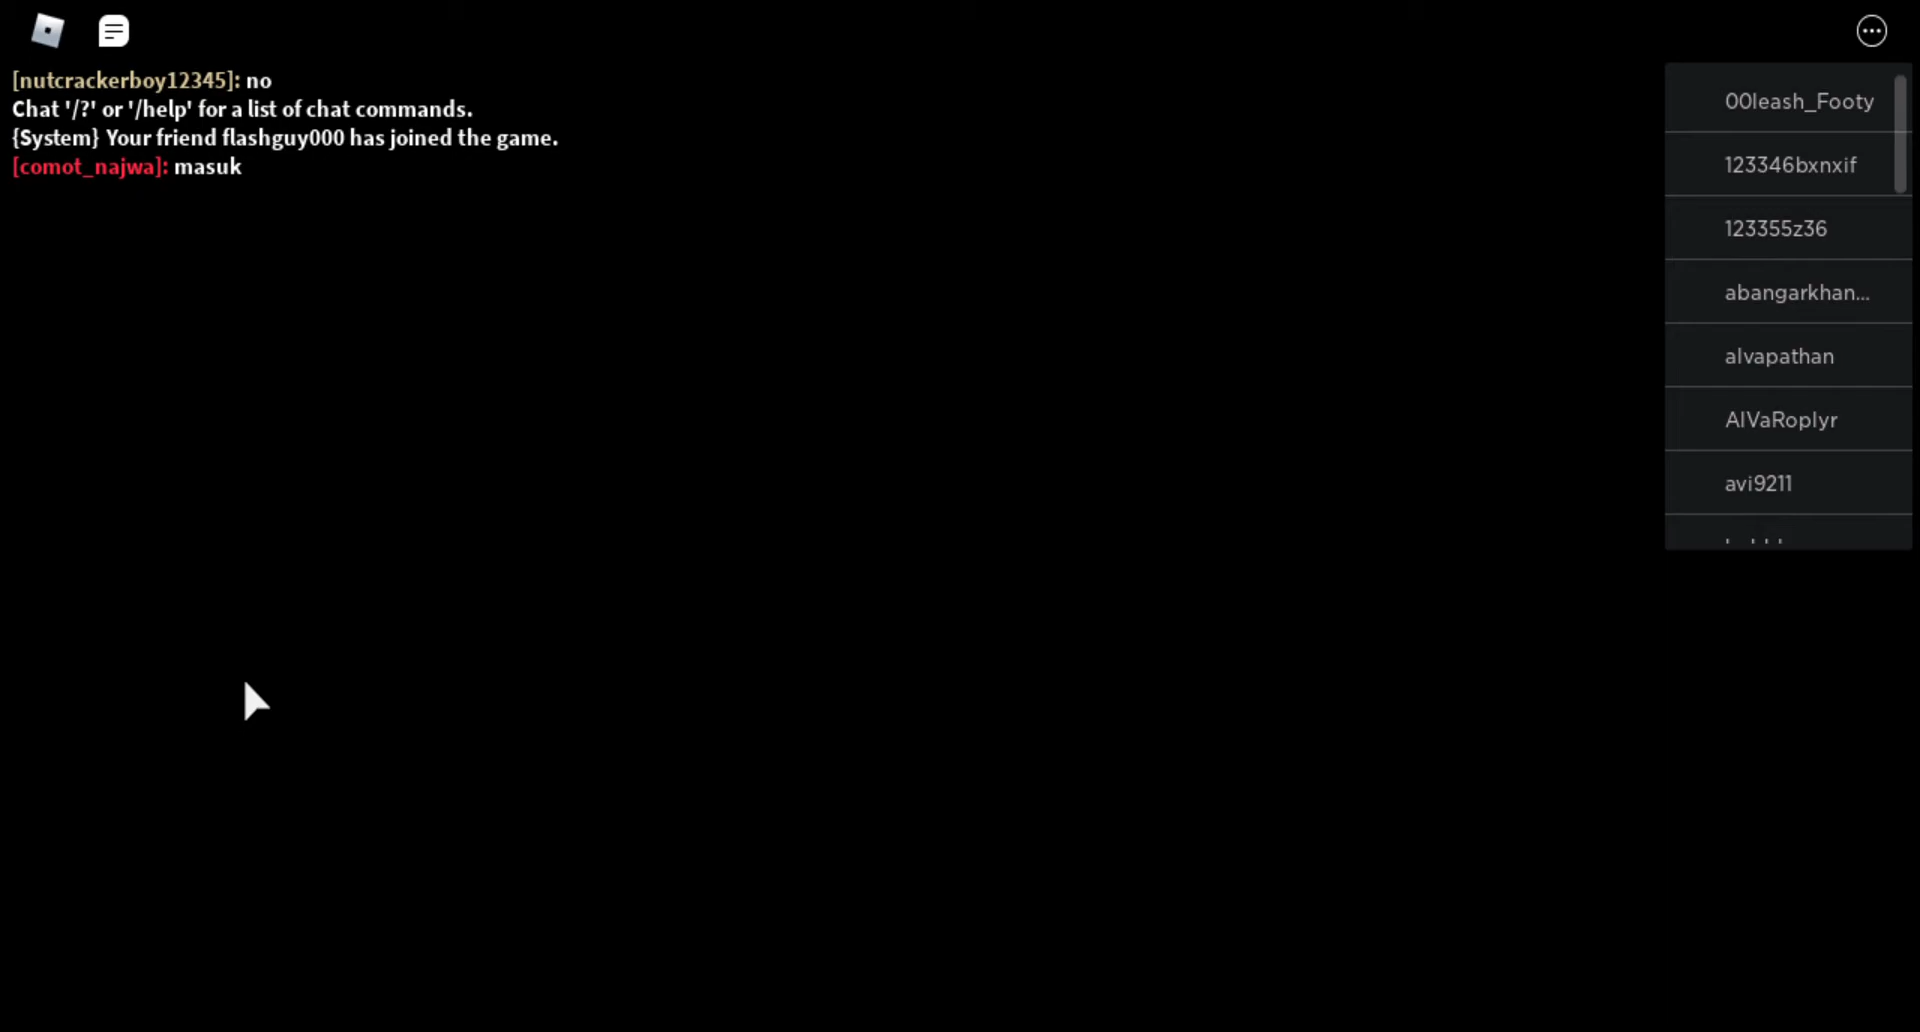 [nutcrackerboy12345]: no
Chat '/?' or '/help' for a list of chat commands.
{System} Your friend flashguy000 has joined the game.
[comot_najwa]: masuk
00leash_Footy
123346bxnxif
123355z36
abangarkhan...
alvapathan
AlVaRoplyr
avi9211